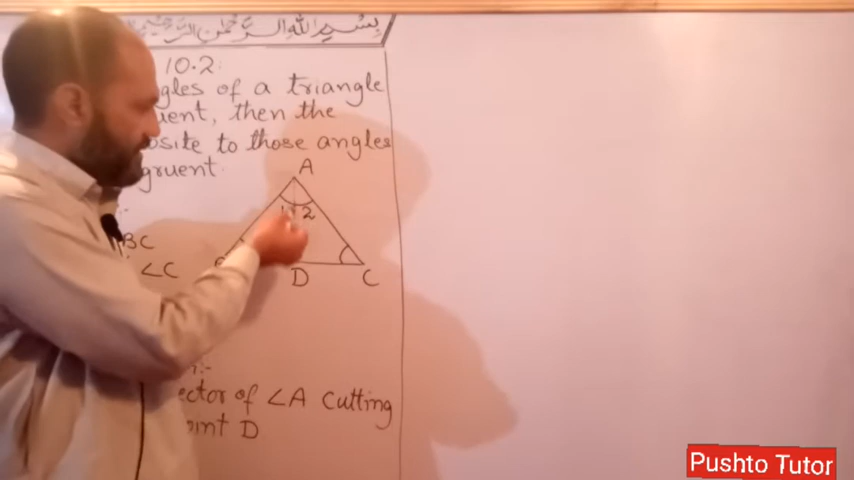 بسم الله الرحمن الرحيم
10.2
gles of a triangle
uent, then the
osite to those angles
gruent.
A
1 2
BC
∠C
D C
:-
ector of ∠A cutting
oint D
Pushto Tutor